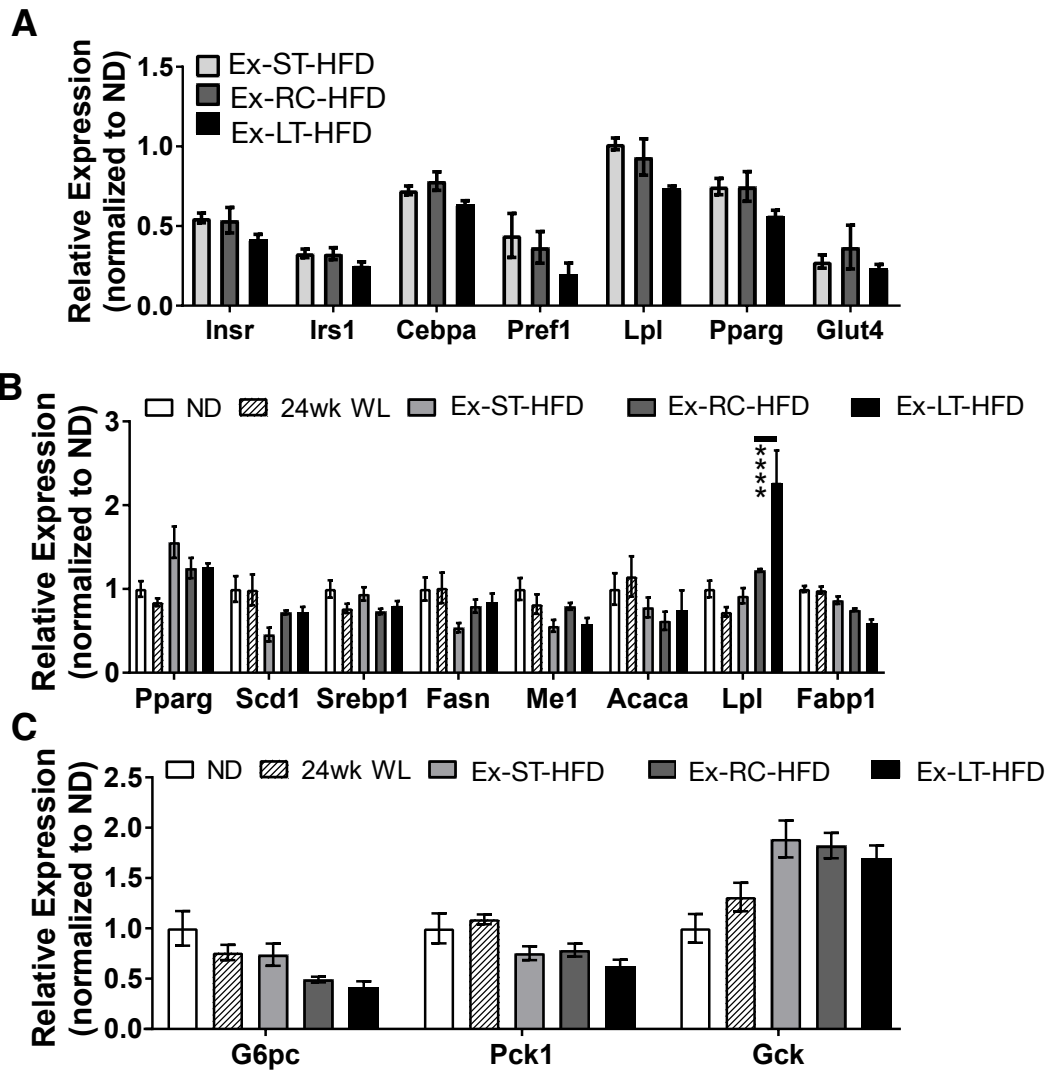 A
Relative Expression
(normalized to ND)
1.5
1.0
0.5
0.0
Ex-ST-HFD
Ex-RC-HFD
Ex-LT-HFD
Insr Irs1 Cebpa Pref1 Lpl Pparg Glut4
B
Relative Expression
(normalized to ND)
3
2
1
0
ND 24wk WL Ex-ST-HFD Ex-RC-HFD Ex-LT-HFD
****
Pparg Scd1 Srebp1 Fasn Me1 Acaca Lpl Fabp1
C
Relative Expression
(normalized to ND)
2.5
2.0
1.5
1.0
0.5
0.0
ND 24wk WL Ex-ST-HFD Ex-RC-HFD Ex-LT-HFD
G6pc Pck1 Gck